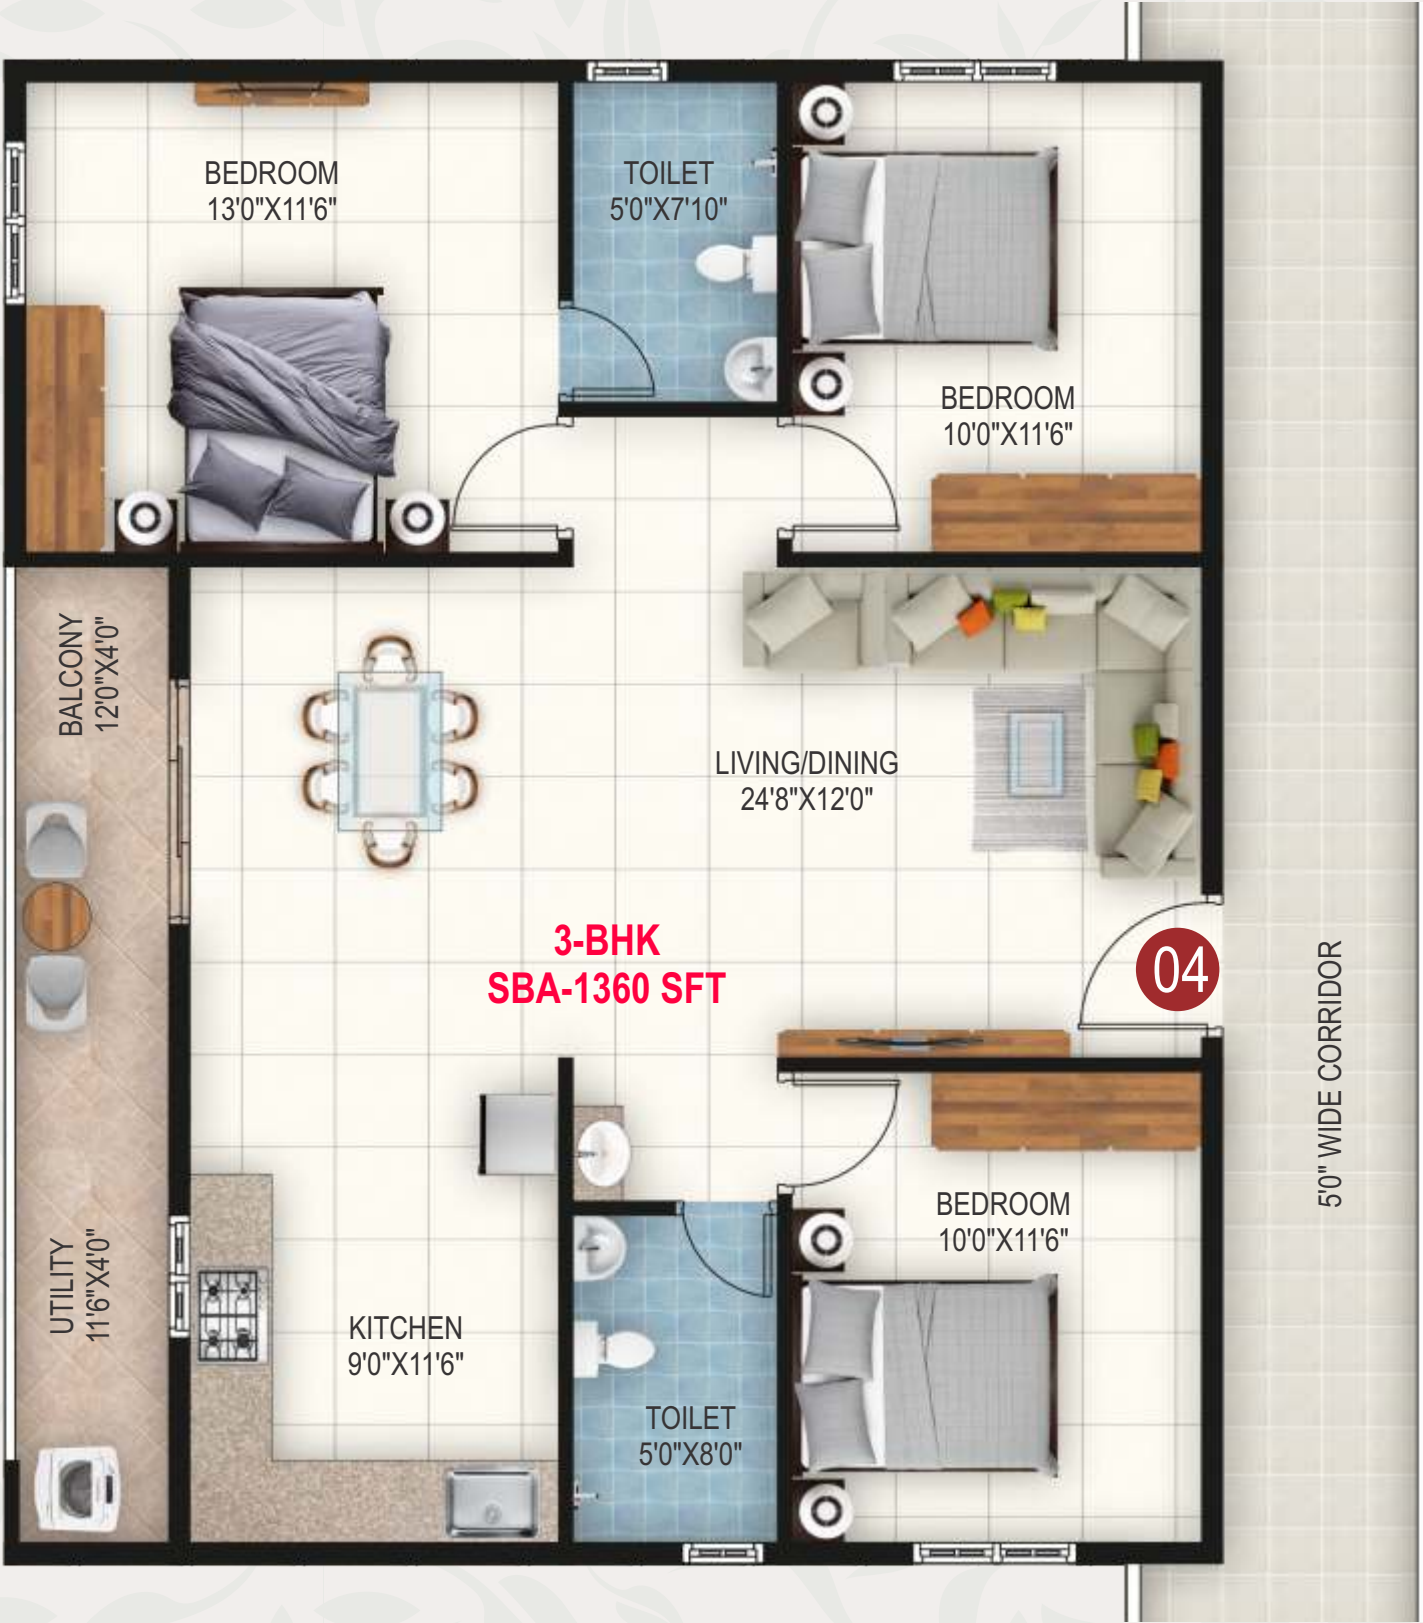 BEDROOM
13'0"X11'6"
TOILET
5'0"X7'10"
BEDROOM
10'0"X11'6"
BALCONY
12'0"X4'0"
LIVING/DINING
24'8"X12'0"
3-BHK
SBA-1360 SFT
04
5'0" WIDE CORRIDOR
BEDROOM
10'0"X11'6"
UTILITY
11'6"X4'0"
KITCHEN
9'0"X11'6"
TOILET
5'0"X8'0"